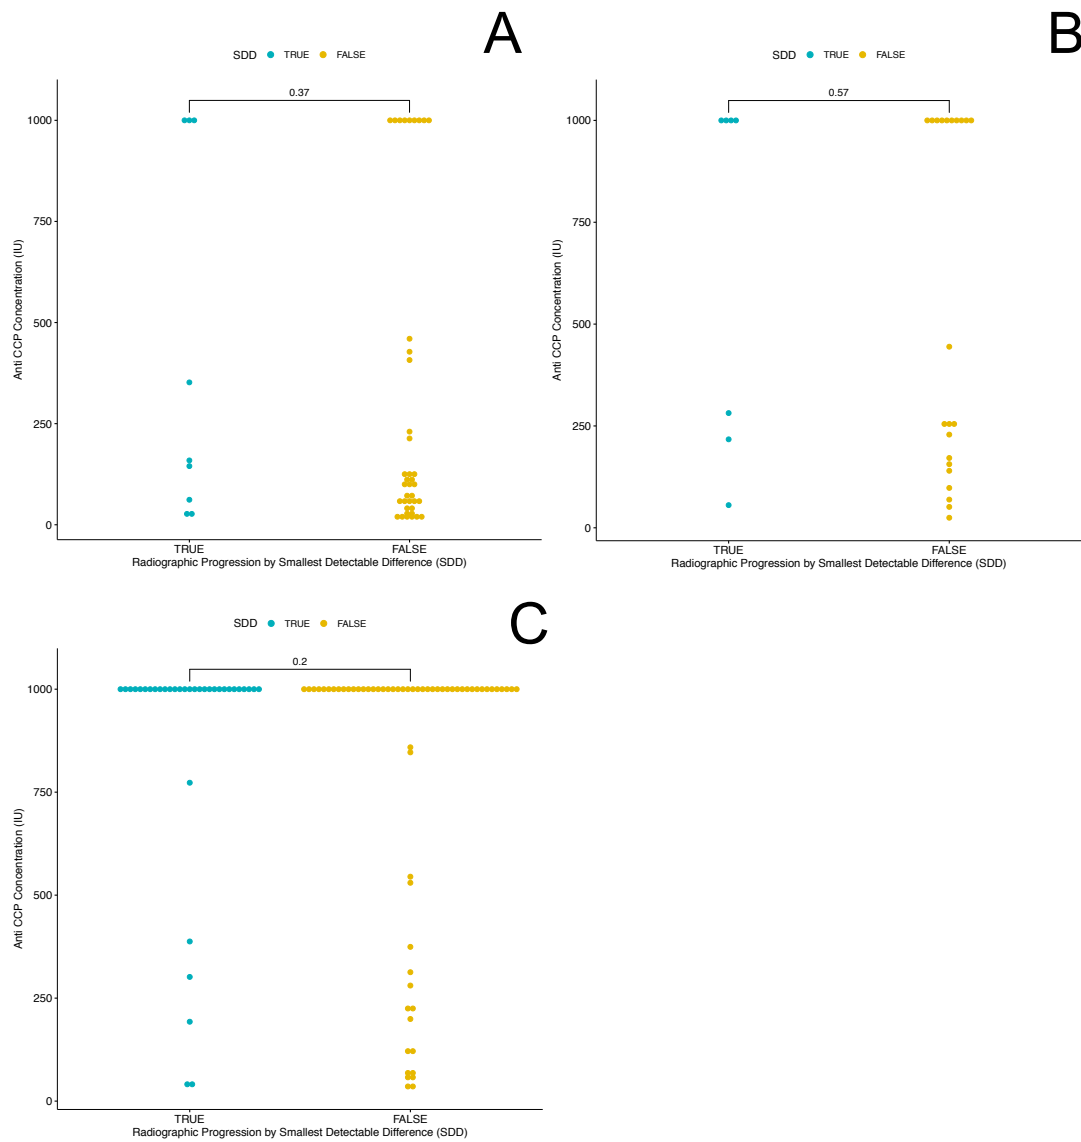 A
SDD TRUE FALSE
0.37
1000
750
500
250
0
Anti CCP Concentration (IU)
TRUE FALSE
Radiographic Progression by Smallest Detectable Difference (SDD)
B
SDD TRUE FALSE
0.57
1000
750
500
250
0
Anti CCP Concentration (IU)
TRUE FALSE
Radiographic Progression by Smallest Detectable Difference (SDD)
C
SDD TRUE FALSE
0.2
1000
750
500
250
0
Anti CCP Concentration (IU)
TRUE FALSE
Radiographic Progression by Smallest Detectable Difference (SDD)